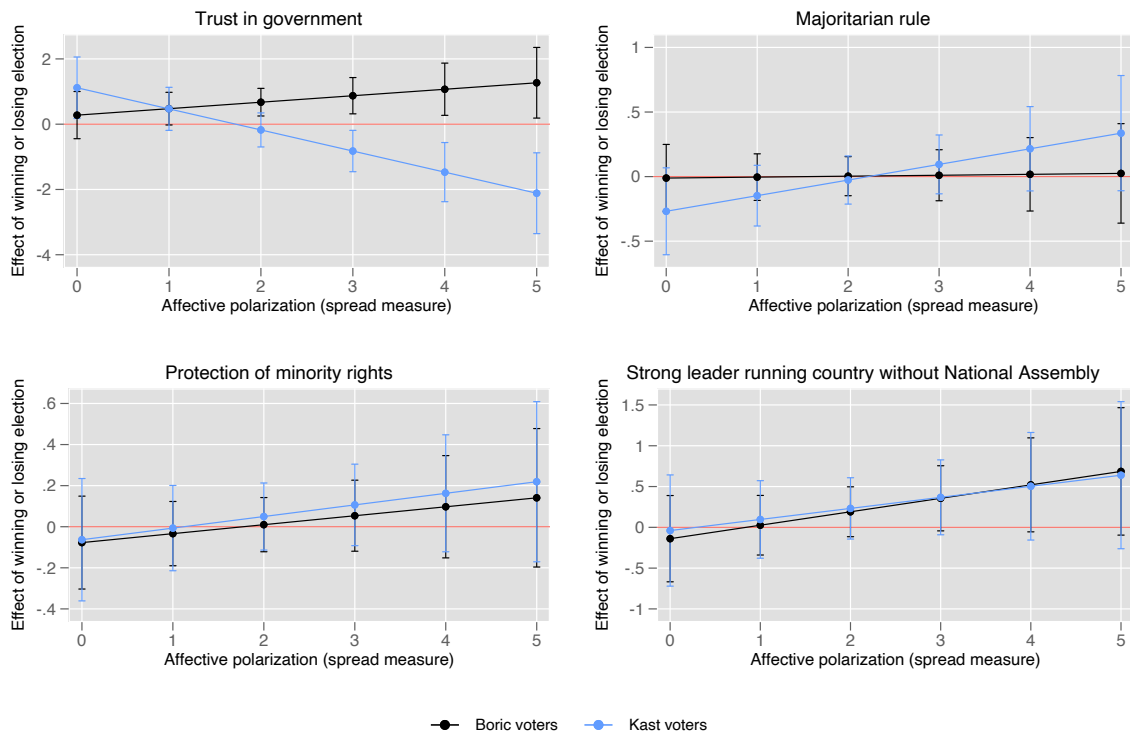 Trust in government
Effect of winning or losing election
2
0
-2
-4
0 1 2 3 4 5
Affective polarization (spread measure)
Majoritarian rule
Effect of winning or losing election
1
.5
0
-.5
0 1 2 3 4 5
Affective polarization (spread measure)
Protection of minority rights
Effect of winning or losing election
.6
.4
.2
0
-.2
-.4
0 1 2 3 4 5
Affective polarization (spread measure)
Strong leader running country without National Assembly
Effect of winning or losing election
1.5
1
.5
0
-.5
-1
0 1 2 3 4 5
Affective polarization (spread measure)
Boric voters Kast voters